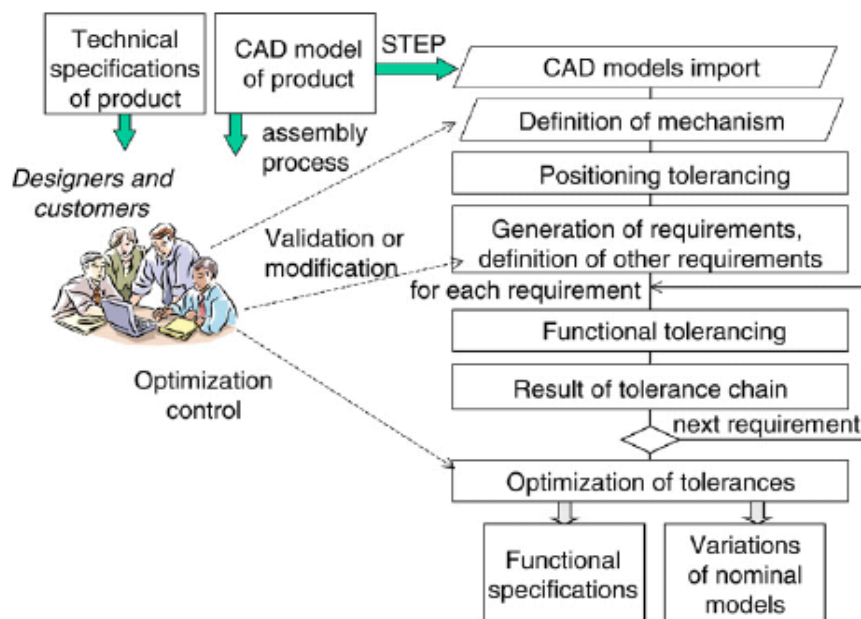 Technical
specifications
of product
CAD model
of product
STEP
CAD models import
assembly
process
Definition of mechanism
Designers and
customers
Positioning tolerancing
Validation or
modification
Generation of requirements,
definition of other requirements
for each requirement
Functional tolerancing
Optimization
control
Result of tolerance chain
next requirement
Optimization of tolerances
Functional
specifications
Variations
of nominal
models